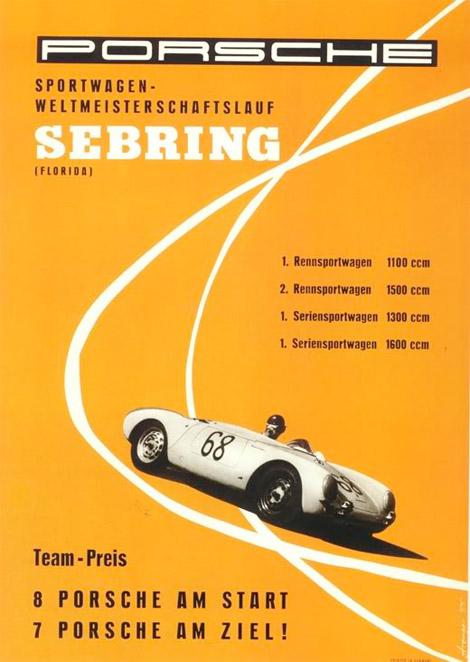 PORSCHE
SPORTWAGEN-
WELTMEISTERSCHAFTSLAUF
SEBRING
(FLORIDA)
1. Rennsportwagen 1100 ccm
2. Rennsportwagen 1500 ccm
1. Seriensportwagen 1300 ccm
1. Seriensportwagen 1600 ccm
68
68
Team-Preis
8 PORSCHE AM START
7 PORSCHE AM ZIEL!